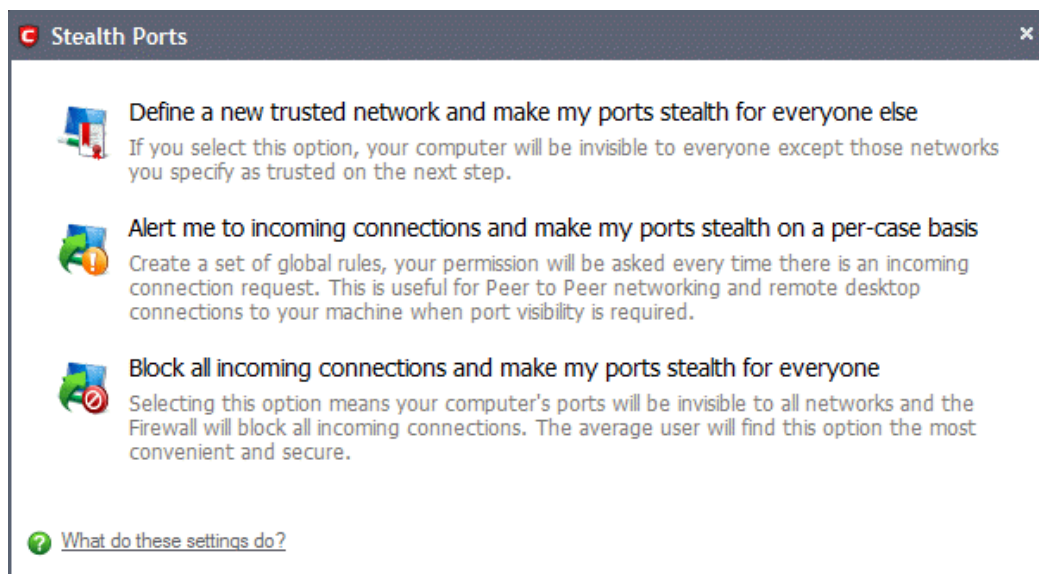 Stealth Ports
Define a new trusted network and make my ports stealth for everyone else
If you select this option, your computer will be invisible to everyone except those networks
you specify as trusted on the next step.
Alert me to incoming connections and make my ports stealth on a per-case basis
Create a set of global rules, your permission will be asked every time there is an incoming
connection request. This is useful for Peer to Peer networking and remote desktop
connections to your machine when port visibility is required.
Block all incoming connections and make my ports stealth for everyone
Selecting this option means your computer's ports will be invisible to all networks and the
Firewall will block all incoming connections. The average user will find this option the most
convenient and secure.
What do these settings do?